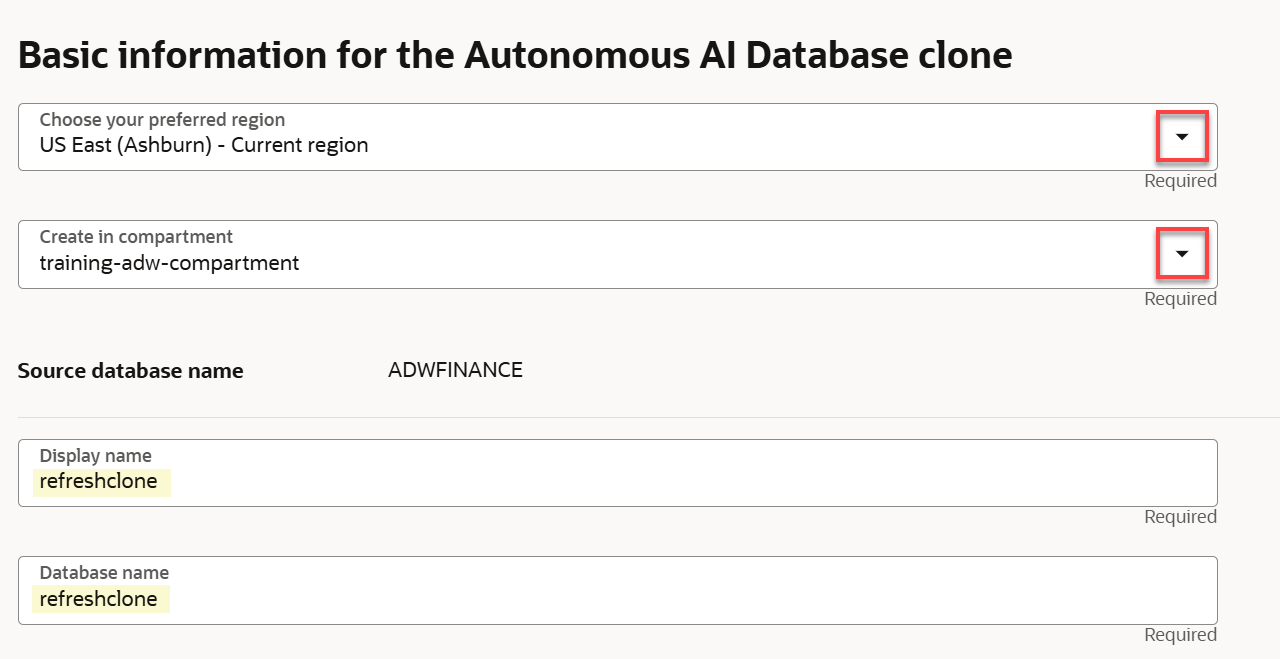 Basic information for the Autonomous AI Database clone
Choose your preferred region
US East (Ashburn) - Current region
Required
Create in compartment
training-adw-compartment
Required
Source database name ADWFINANCE
Display name
refreshclone
Required
Database name
refreshclone
Required